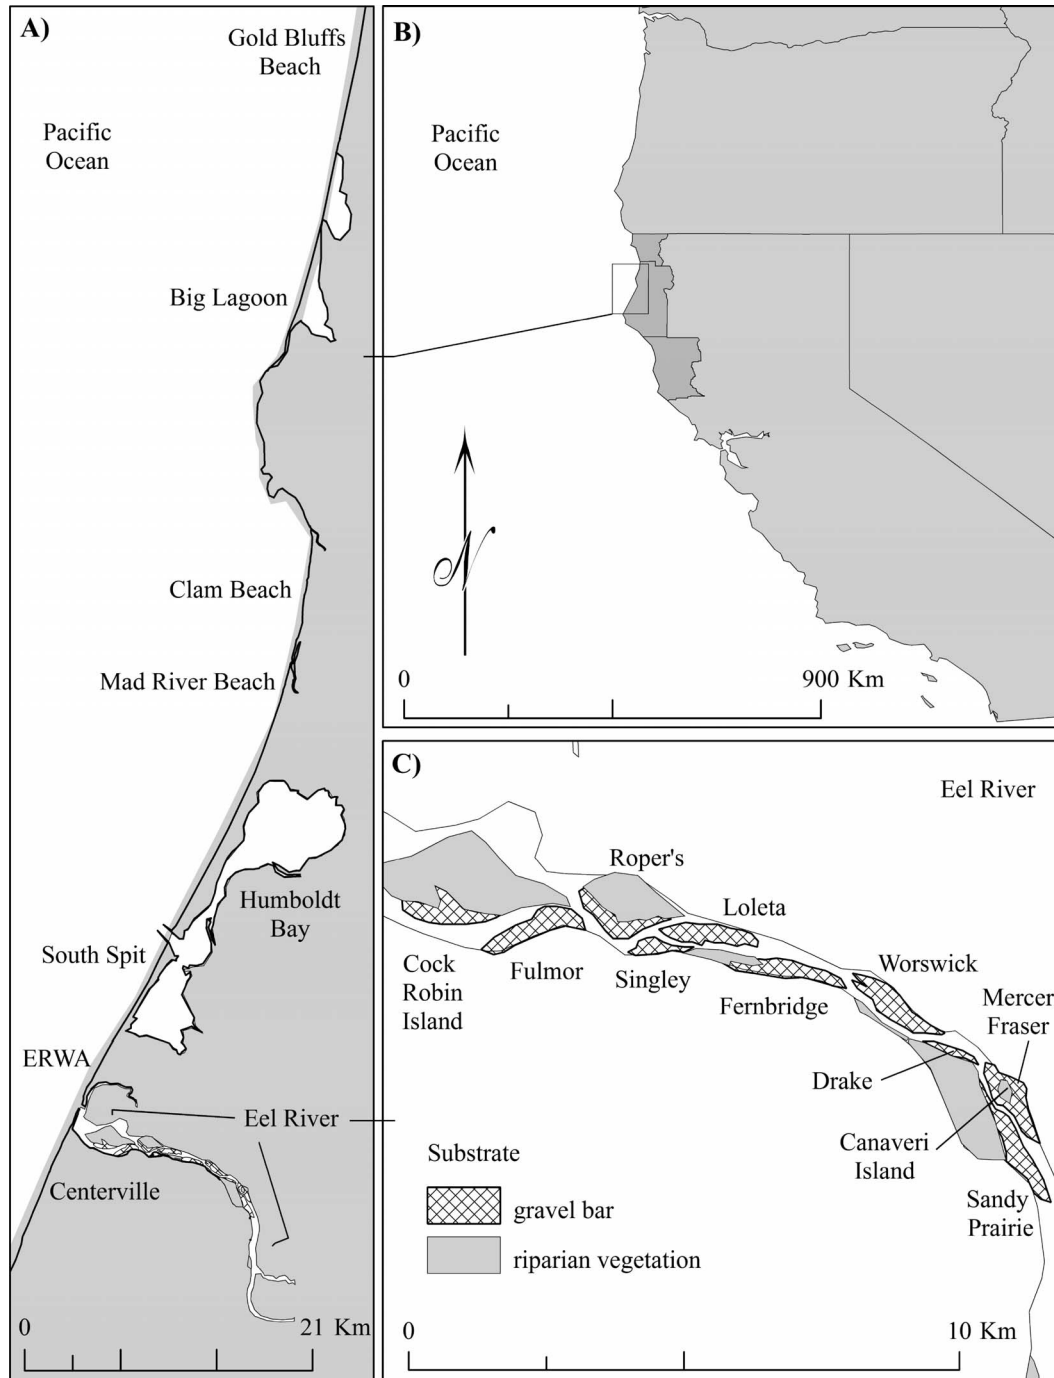 A)
Gold Bluffs
Beach
Pacific
Ocean
Big Lagoon
Clam Beach
Mad River Beach
Humboldt
Bay
South Spit
ERWA
Eel River
Centerville
0
21 Km
B)
Pacific
Ocean
N
0
900 Km
C)
Eel River
Roper's
Loleta
Cock
Robin
Island
Fulmor
Singley
Fernbridge
Worswick
Mercer
Fraser
Drake
Canaveri
Island
Sandy
Prairie
Substrate
gravel bar
riparian vegetation
0
10 Km